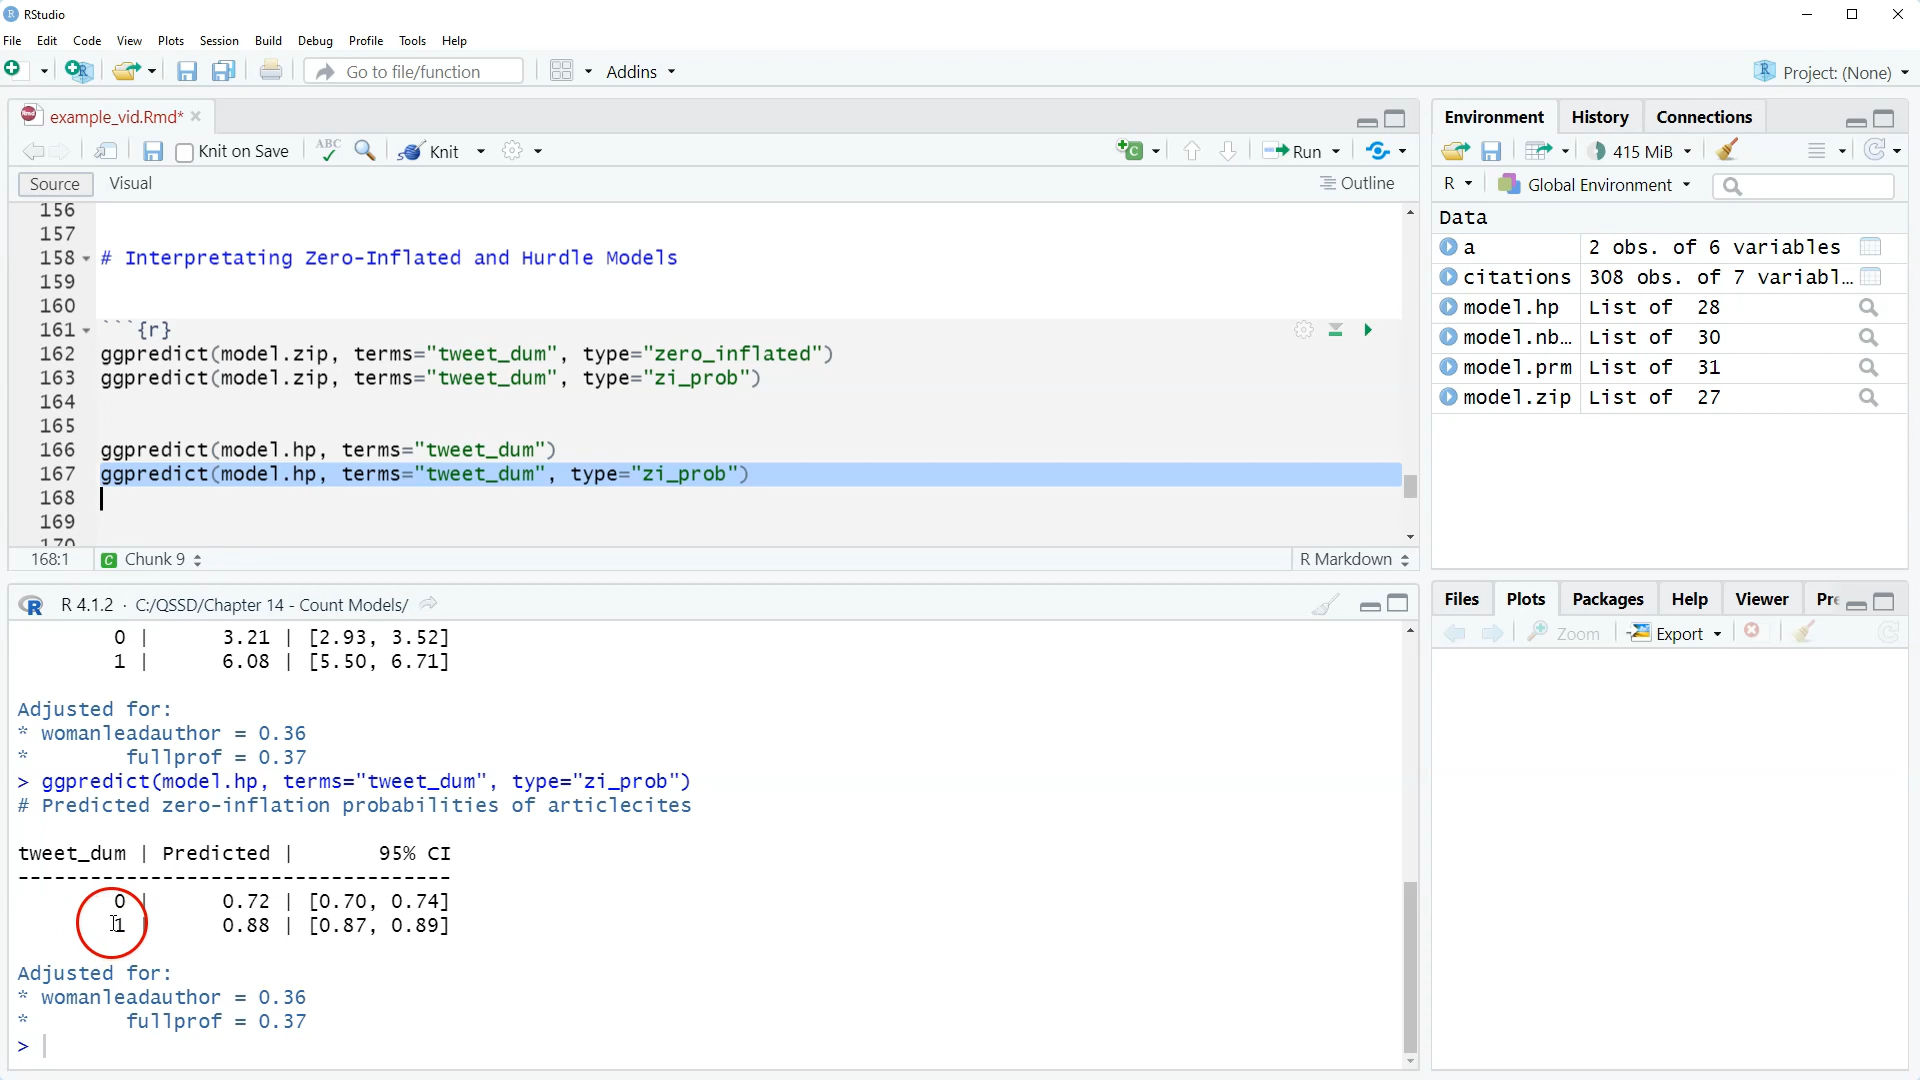 RStudio
File Edit Code View Plots Session Build Debug Profile Tools Help
Go to file/function Addins Project: (None)
example_vid.Rmd*
Knit on Save ABC Knit Run
Source Visual Outline
156
157
158 # Interpretating Zero-Inflated and Hurdle Models
159
160
161 ```{r}
162 ggpredict(model.zip, terms="tweet_dum", type="zero_inflated")
163 ggpredict(model.zip, terms="tweet_dum", type="zi_prob")
164
165
166 ggpredict(model.hp, terms="tweet_dum")
167 ggpredict(model.hp, terms="tweet_dum", type="zi_prob")
168
169
170
168:1 C Chunk 9 R Markdown
R R 4.1.2 · C:/QSSD/Chapter 14 - Count Models/
0 | 3.21 | [2.93, 3.52]
1 | 6.08 | [5.50, 6.71]
Adjusted for:
* womanleadauthor = 0.36
* fullprof = 0.37
> ggpredict(model.hp, terms="tweet_dum", type="zi_prob")
# Predicted zero-inflation probabilities of articlecites
tweet_dum | Predicted | 95% CI
-----------------------------------
0 | 0.72 | [0.70, 0.74]
1 | 0.88 | [0.87, 0.89]
Adjusted for:
* womanleadauthor = 0.36
* fullprof = 0.37
>
Environment History Connections
415 MiB
R Global Environment
Data
a 2 obs. of 6 variables
citations 308 obs. of 7 variabl…
model.hp List of 28
model.nb… List of 30
model.prm List of 31
model.zip List of 27
Files Plots Packages Help Viewer Pre
Zoom Export